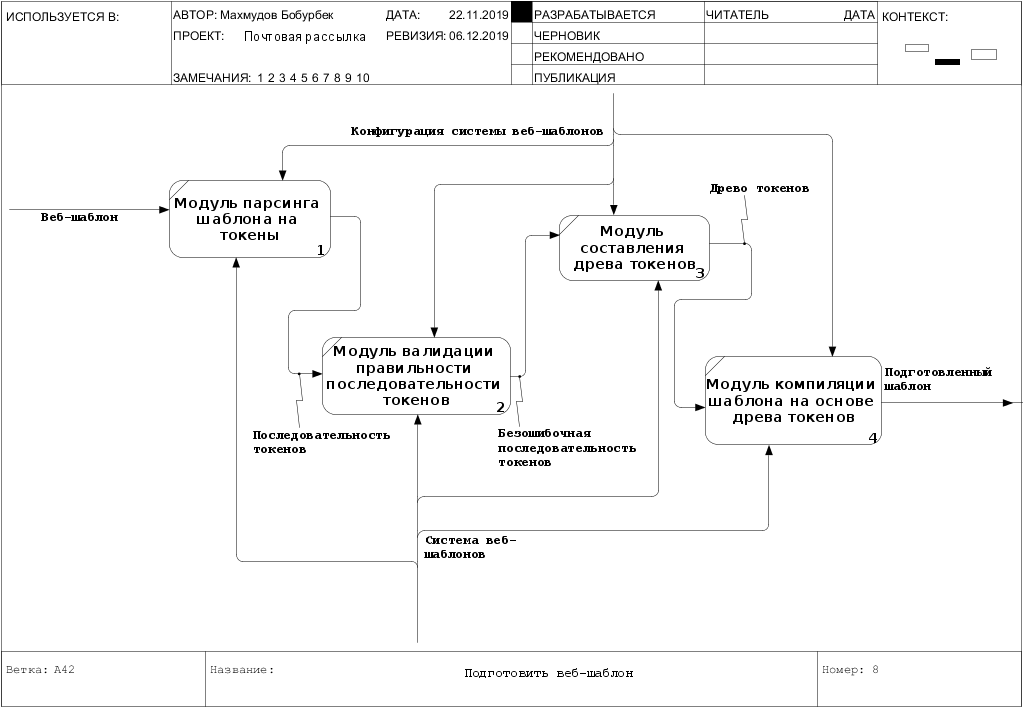 ИСПОЛЬЗУЕТСЯ В:
АВТОР: Махмудов Бобурбек
ДАТА: 22.11.2019
РАЗРАБАТЫВАЕТСЯ
ЧИТАТЕЛЬ
ДАТА
КОНТЕКСТ:
ПРОЕКТ: Почтовая рассылка
РЕВИЗИЯ: 06.12.2019
ЧЕРНОВИК
РЕКОМЕНДОВАНО
ЗАМЕЧАНИЯ: 1 2 3 4 5 6 7 8 9 10
ПУБЛИКАЦИЯ
Конфигурация системы веб-шаблонов
Веб-шаблон
Модуль парсинга
шаблона на
токены
1
Древо токенов
Модуль
составления
древа токенов
3
Модуль валидации
правильности
последовательности
токенов
2
Подготовленный
шаблон
Модуль компиляции
шаблона на основе
древа токенов
4
Последовательность
токенов
Безошибочная
последовательность
токенов
Система веб-
шаблонов
Ветка: A42
Название:
Подготовить веб-шаблон
Номер: 8